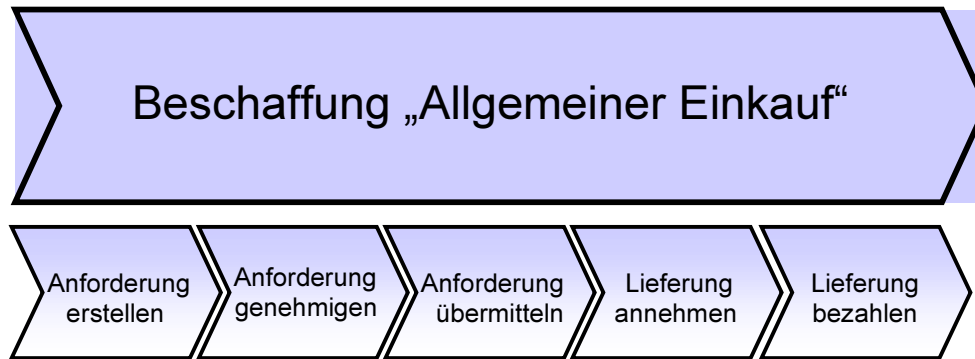 Beschaffung „Allgemeiner Einkauf“
Anforderung
erstellen
Anforderung
genehmigen
Anforderung
übermitteln
Lieferung
annehmen
Lieferung
bezahlen